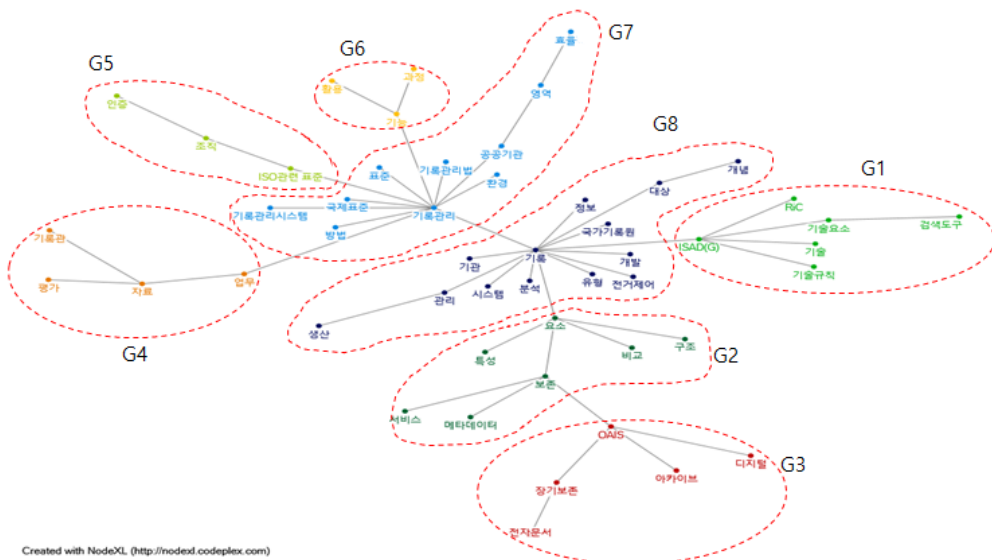 G7
효율
G6
과정
활용
G5
영역
인증
기능
G8
조직
공공기관
개념
기록관리법
G1
표준
ISO관련 표준
환경
대상
RiC
국제표준
정보
기록관리시스템
기록관리
기술요소
검색도구
방법
국가기록원
기록관
ISAD(G)
기술
기록
개발
기관
업무
유형
전거제어
기술규칙
평가
자료
시스템
분석
관리
생산
요소
G4
구조
비교
G2
특성
보존
서비스
메타데이터
OAIS
디지털
G3
아카이브
장기보존
전자문서
Created with NodeXL (http://nodexl.codeplex.com)